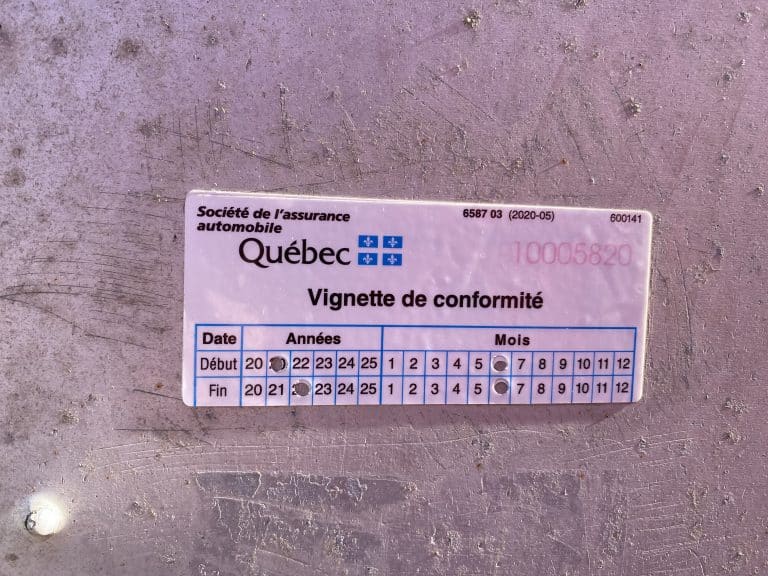 Société de l'assurance
automobile
Québec
6587 03 (2020-05)
600141
10005820
Vignette de conformité
Date Années Mois
Début 20 22 23 24 25 1 2 3 4 5 7 8 9 10 11 12
Fin 20 21 23 24 25 1 2 3 4 5 7 8 9 10 11 12